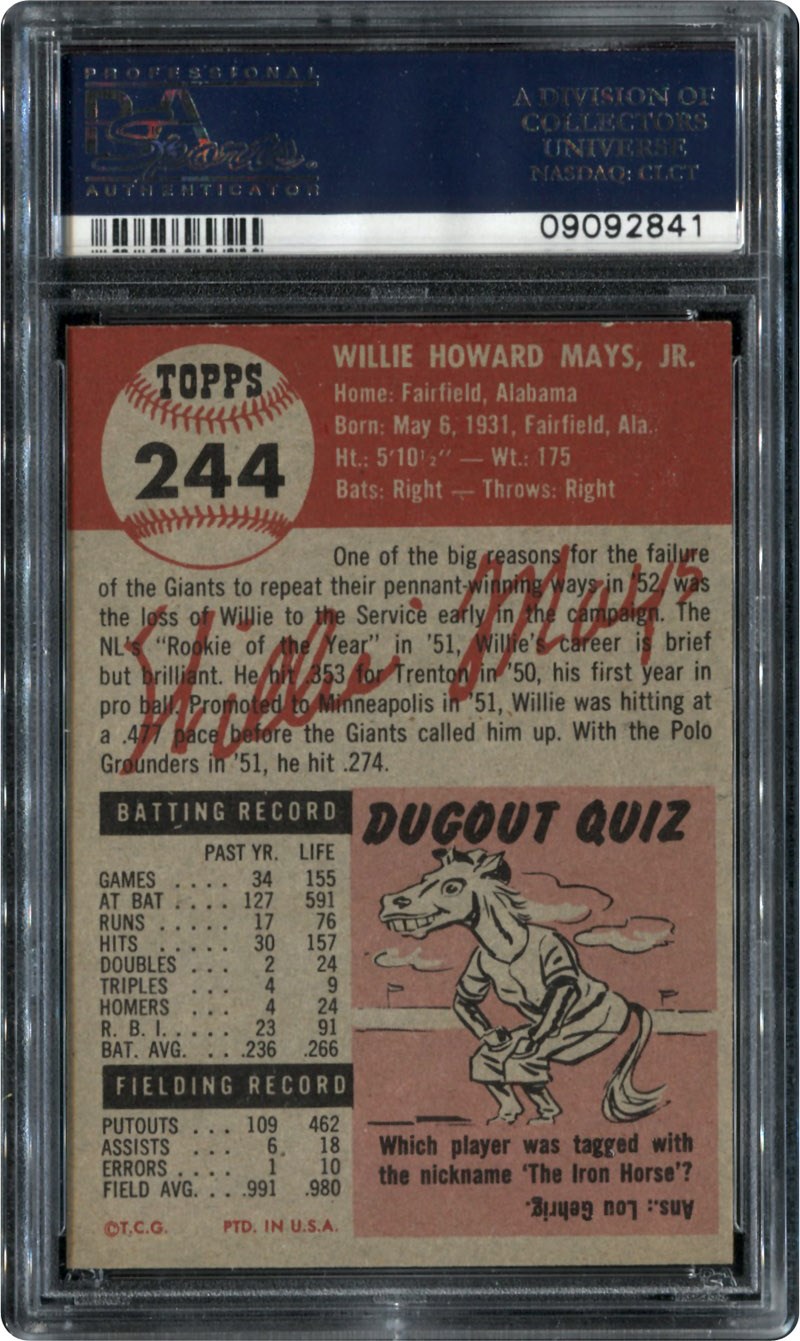 PROFESSIONAL
PSA
Sports.
AUTHENTICATOR
A DIVISION OF
COLLECTORS
UNIVERSE
NASDAQ: CLCT
09092841
TOPPS
244
WILLIE HOWARD MAYS, JR.
Home: Fairfield, Alabama
Born: May 6, 1931, Fairfield, Ala.
Ht.: 5'10½" — Wt.: 175
Bats: Right — Throws: Right
One of the big reasons for the failure
of the Giants to repeat their pennant-winning ways in '52, was
the loss of Willie to the Service early in the campaign. The
NL's "Rookie of the Year" in '51, Willie's career is brief
but brilliant. He hit .353 for Trenton in '50, his first year in
pro ball. Promoted to Minneapolis in '51, Willie was hitting at
a .477 pace before the Giants called him up. With the Polo
Grounders in '51, he hit .274.
Willie Mays
BATTING RECORD
PAST YR. LIFE
GAMES . . . . 34 155
AT BAT . . . . 127 591
RUNS . . . . . 17 76
HITS . . . . . 30 157
DOUBLES . . . 2 24
TRIPLES . . . 4 9
HOMERS . . . 4 24
R. B. I. . . . . 23 91
BAT. AVG. . . .236 .266
FIELDING RECORD
PUTOUTS . . . 109 462
ASSISTS . . . 6 18
ERRORS . . . . 1 10
FIELD AVG. . . .991 .980
©T.C.G. PTD. IN U.S.A.
DUGOUT QUIZ
Which player was tagged with
the nickname 'The Iron Horse'?
Ans.: Lou Gehrig.